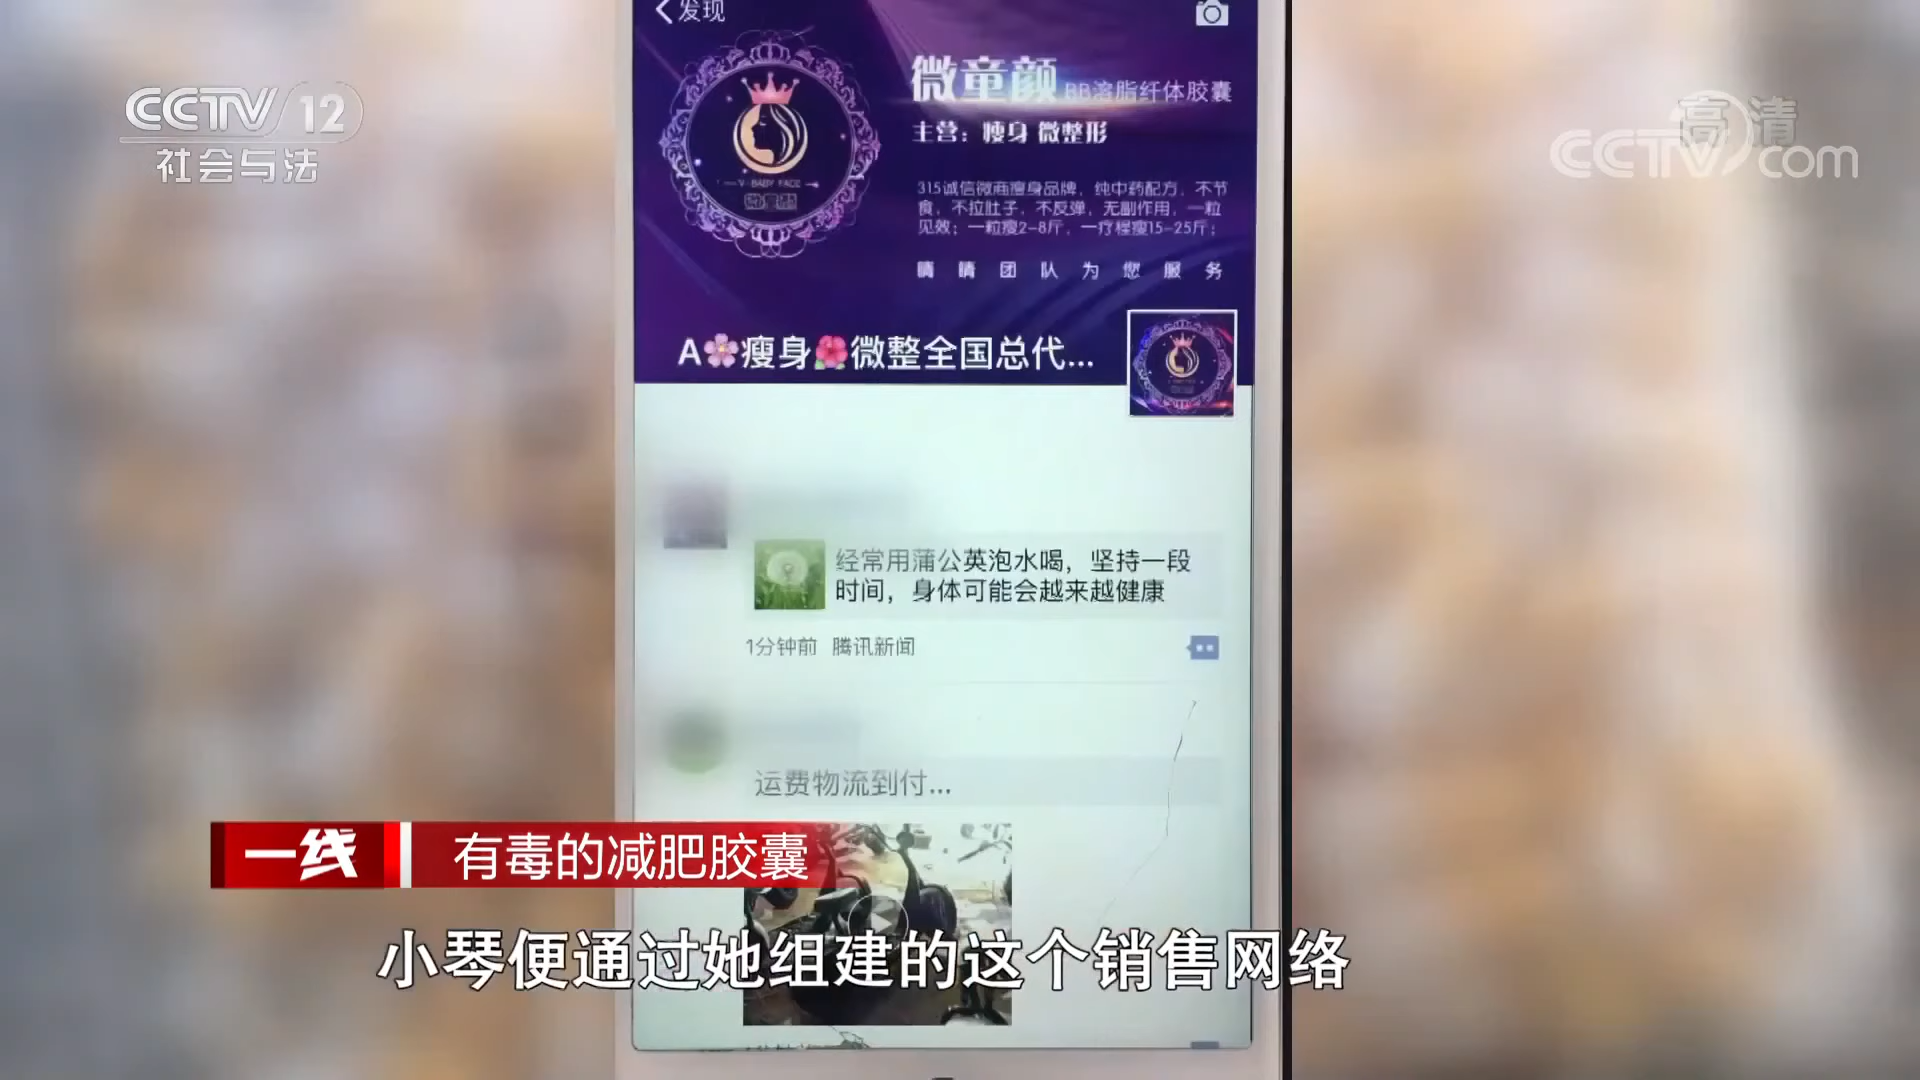 发现
CCTV 12
社会与法
高清
CCTV.com
微童颜 BB溶脂纤体胶囊
主营：瘦身 微整形
V-BABY FACE
微童颜
315诚信微商瘦身品牌，纯中药配方，不节
食，不拉肚子，不反弹，无副作用，一粒
见效；一粒瘦2-8斤，一疗程瘦15-25斤；
晴晴团队为您服务
A🌸瘦身🌺微整全国总代...
经常用蒲公英泡水喝，坚持一段
时间，身体可能会越来越健康
1分钟前 腾讯新闻
运费物流到付...
一线 有毒的减肥胶囊
小琴便通过她组建的这个销售网络